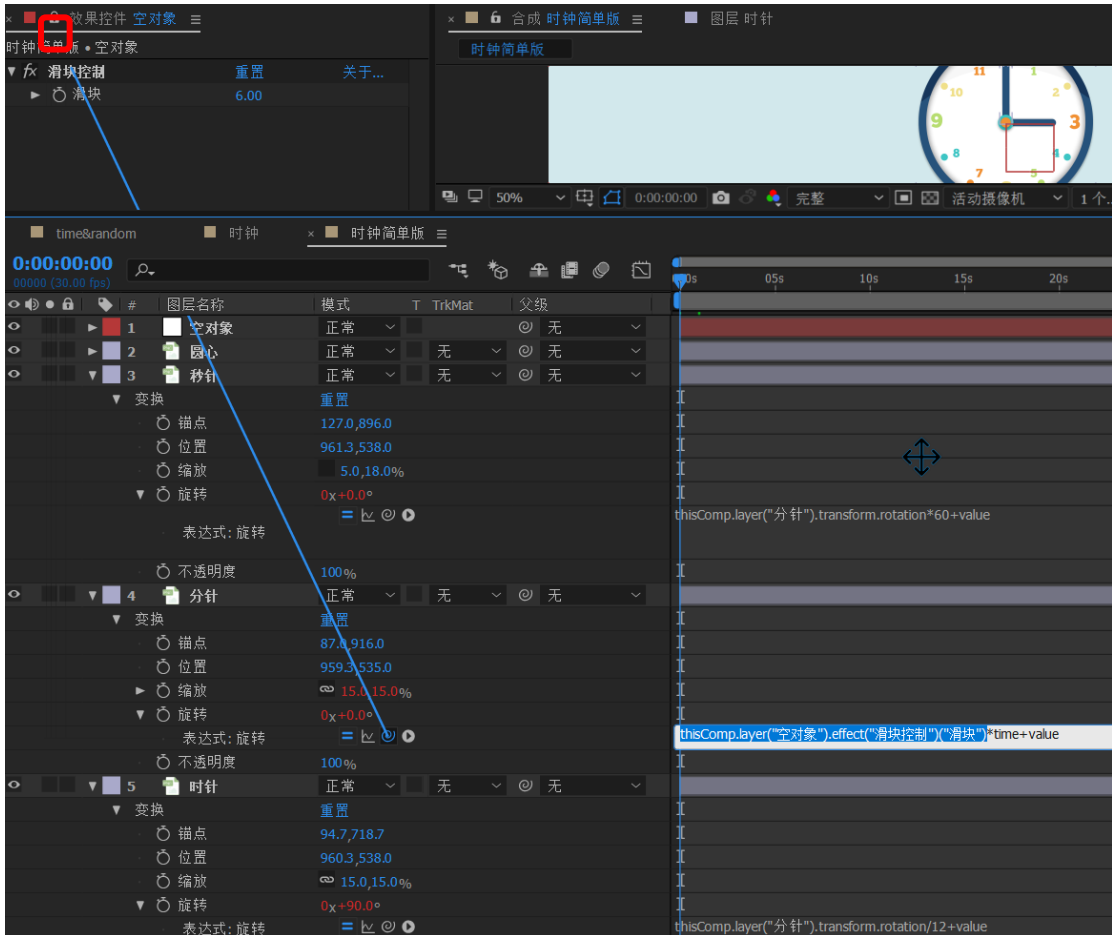 × 效果控件 空对象 ≡
时钟简单版 • 空对象
fx 滑块控制 重置 关于...
滑块 6.00
× 合成 时钟简单版 ≡ 图层 时针
时钟简单版
11 1
10 2
9 3
8 4
7 5
50% 0:00:00:00 完整 活动摄像机 1 个...
time&random 时钟 × 时钟简单版 ≡
0:00:00:00
00000 (30.00 fps)
0s 05s 10s 15s 20s
# 图层名称 模式 T TrkMat 父级
1 空对象 正常 无
2 圆心 正常 无 无
3 秒针 正常 无 无
变换 重置
锚点 127.0,896.0
位置 961.3,538.0
缩放 5.0,18.0%
旋转 0x+0.0°
表达式: 旋转 thisComp.layer("分针").transform.rotation*60+value
不透明度 100%
4 分针 正常 无 无
变换 重置
锚点 87.0,916.0
位置 959.3,535.0
缩放 15.0,15.0%
旋转 0x+0.0°
表达式: 旋转 thisComp.layer("空对象").effect("滑块控制")("滑块")*time+value
不透明度 100%
5 时针 正常 无 无
变换 重置
锚点 94.7,718.7
位置 960.3,538.0
缩放 15.0,15.0%
旋转 0x+90.0°
表达式: 旋转 thisComp.layer("分针").transform.rotation/12+value